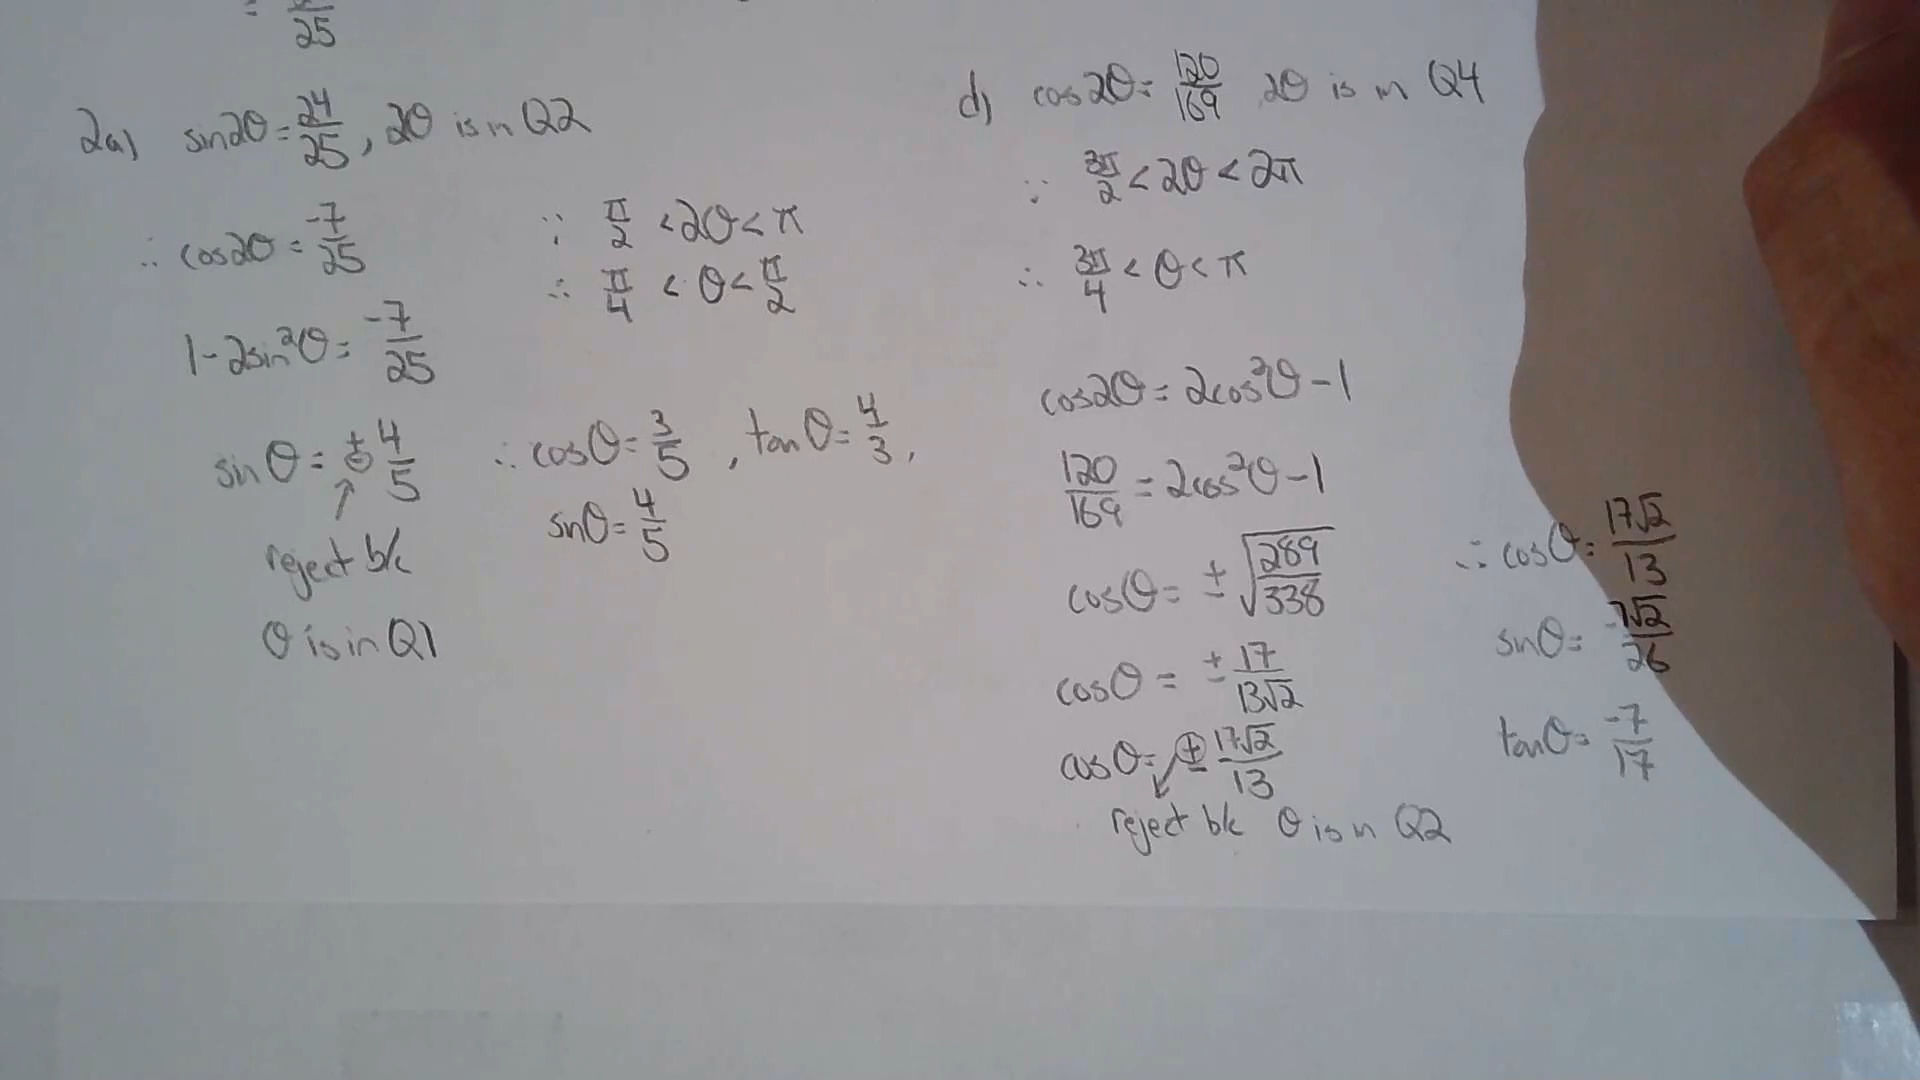 25
2a) sin2θ = 24/25, 2θ is in Q2
∴ cos2θ = -7/25
∵ π/2 < 2θ < π
∴ π/4 < θ < π/2
1-2sin²θ = -7/25
sinθ = ± 4/5
reject b/c
θ is in Q1
∴ cosθ = 3/5, tanθ = 4/3,
sinθ = 4/5
d) cos2θ = 120/169 2θ is in Q4
∵ 3π/2 < 2θ < 2π
∴ 3π/4 < θ < π
cos2θ = 2cos²θ - 1
120/169 = 2cos²θ - 1
cosθ = ± √(289/338)
cosθ = ± 17/13√2
cosθ = ± 17√2/13
reject b/c θ is in Q2
∴ cosθ = 17√2/13
sinθ = -7√2/26
tanθ = -7/17